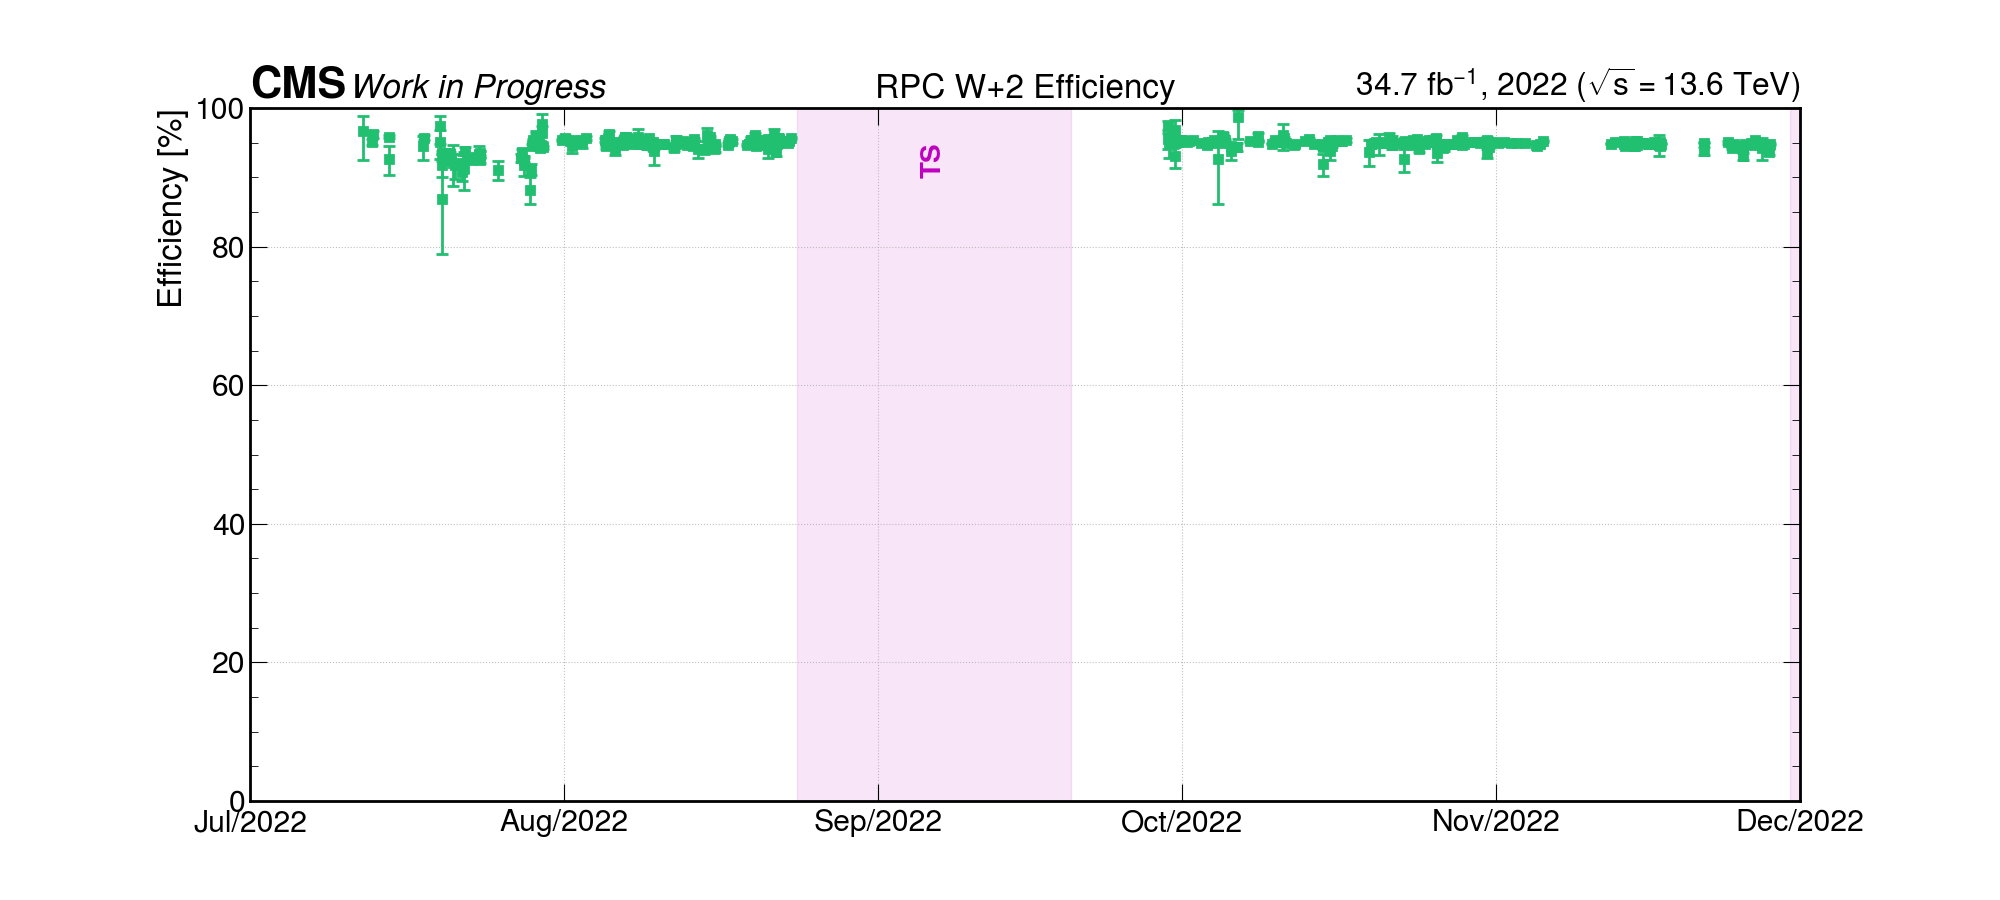 CMS Work in Progress RPC W+2 Efficiency 34.7 fb⁻¹, 2022 (√s = 13.6 TeV)
Efficiency [%]
100
80
60
40
20
0
TS
Jul/2022 Aug/2022 Sep/2022 Oct/2022 Nov/2022 Dec/2022